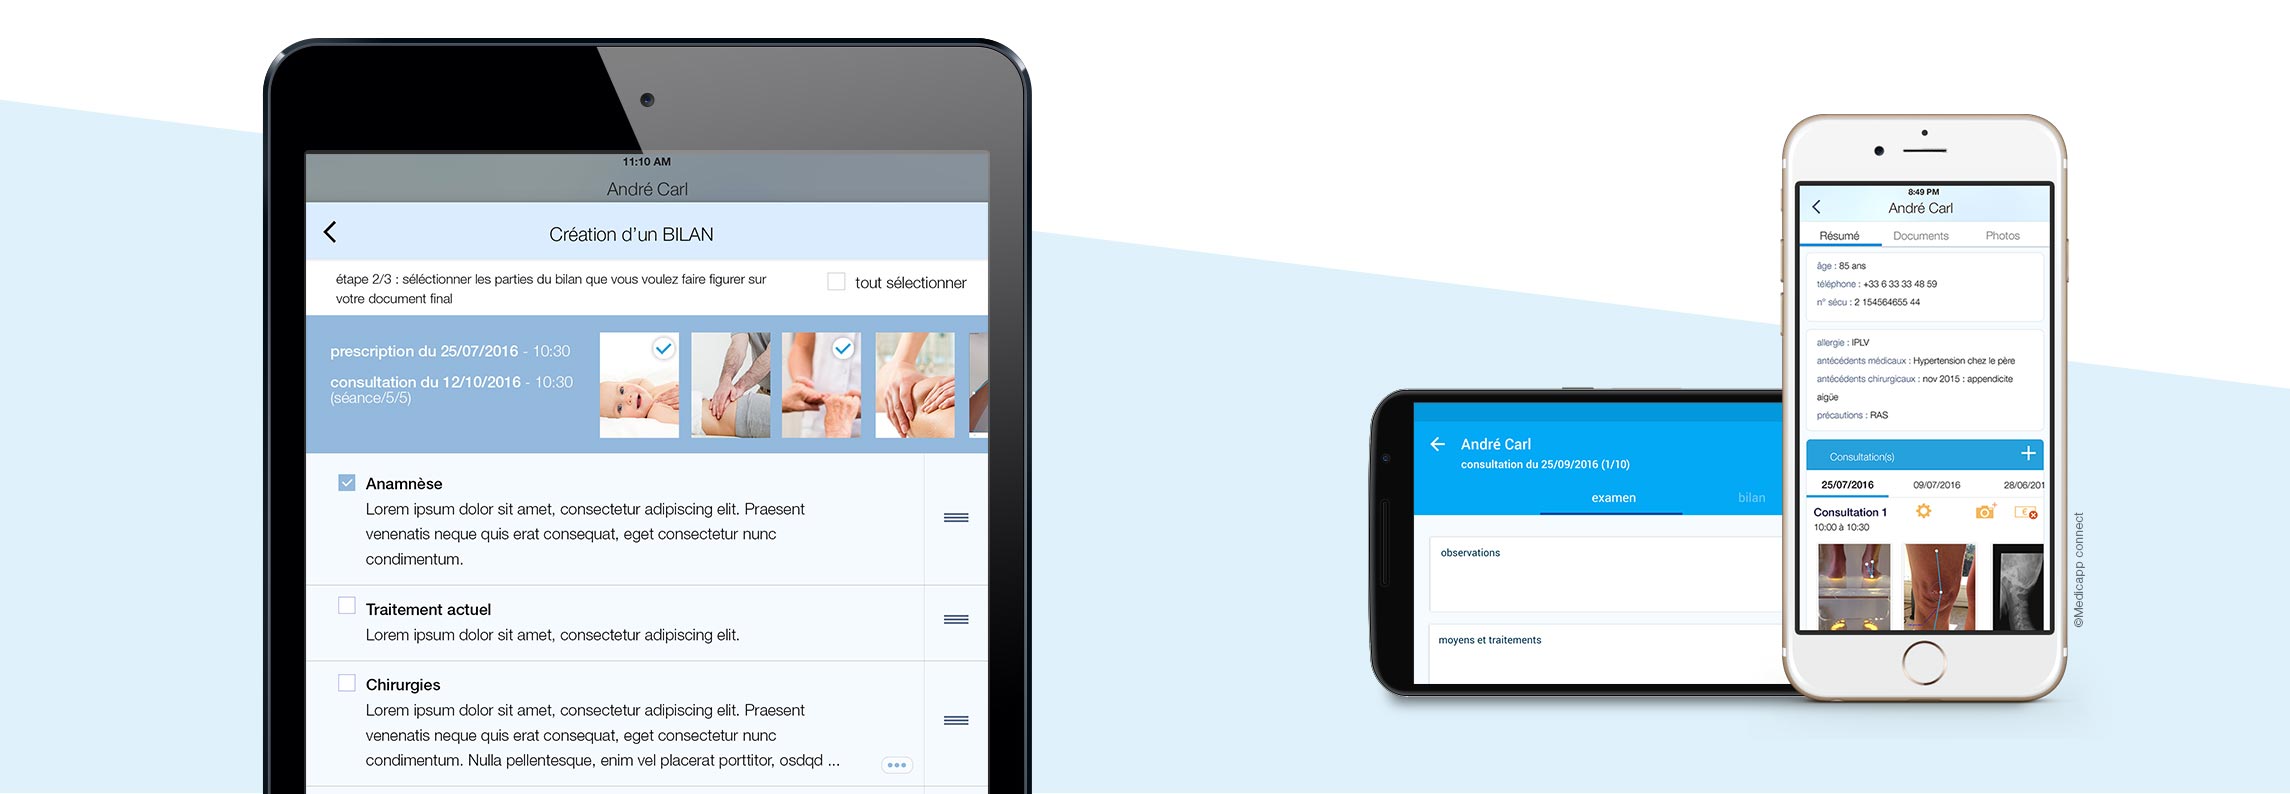 11:10 AM
André Carl
Création d'un BILAN
étape 2/3 : séléctionner les parties du bilan que vous voulez faire figurer sur
votre document final
tout sélectionner
prescription du 25/07/2016 - 10:30
consultation du 12/10/2016 - 10:30
(séance/5/5)
Anamnèse
Lorem ipsum dolor sit amet, consectetur adipiscing elit. Praesent
venenatis neque quis erat consequat, eget consectetur nunc
condimentum.
Traitement actuel
Lorem ipsum dolor sit amet, consectetur adipiscing elit.
Chirurgies
Lorem ipsum dolor sit amet, consectetur adipiscing elit. Praesent
venenatis neque quis erat consequat, eget consectetur nunc
condimentum. Nulla pellentesque, enim vel placerat porttitor, osdqd ...
André Carl
consultation du 25/09/2016 (1/10)
examen
bilan
observations
moyens et traitements
8:49 PM
André Carl
Résumé
Documents
Photos
âge : 85 ans
téléphone : +33 6 33 33 48 59
n° sécu : 2 154564655 44
allergie : IPLV
antécédents médicaux : Hypertension chez le père
antécédents chirurgicaux : nov 2015 : appendicite
aigüe
précautions : RAS
Consultation(s)
25/07/2016
09/07/2016
28/06/201
Consultation 1
10:00 à 10:30
©Medicapp connect